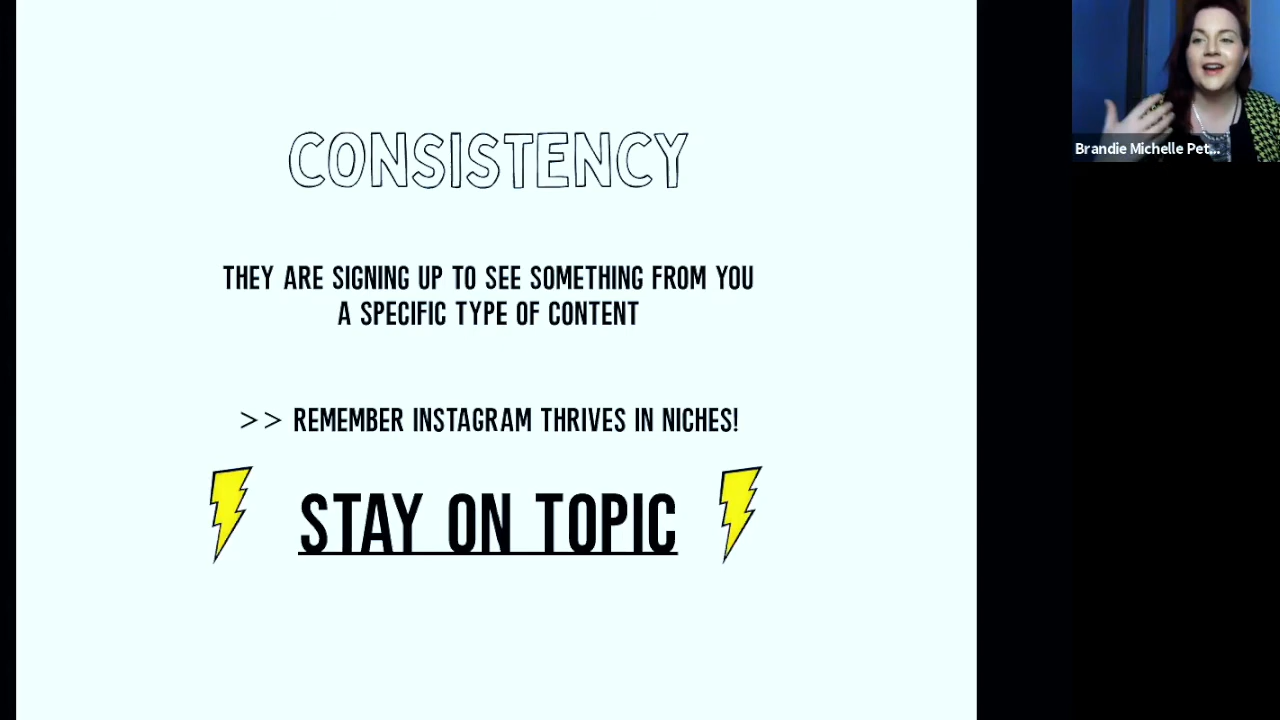 CONSISTENCY
THEY ARE SIGNING UP TO SEE SOMETHING FROM YOU
A SPECIFIC TYPE OF CONTENT
>> REMEMBER INSTAGRAM THRIVES IN NICHES!
STAY ON TOPIC
Brandie Michelle Pet...